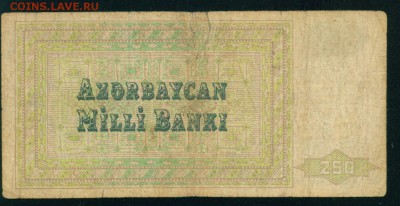 COINS.LAVE.RU
AZƏRBAYCAN
MİLLİ BANKI
250